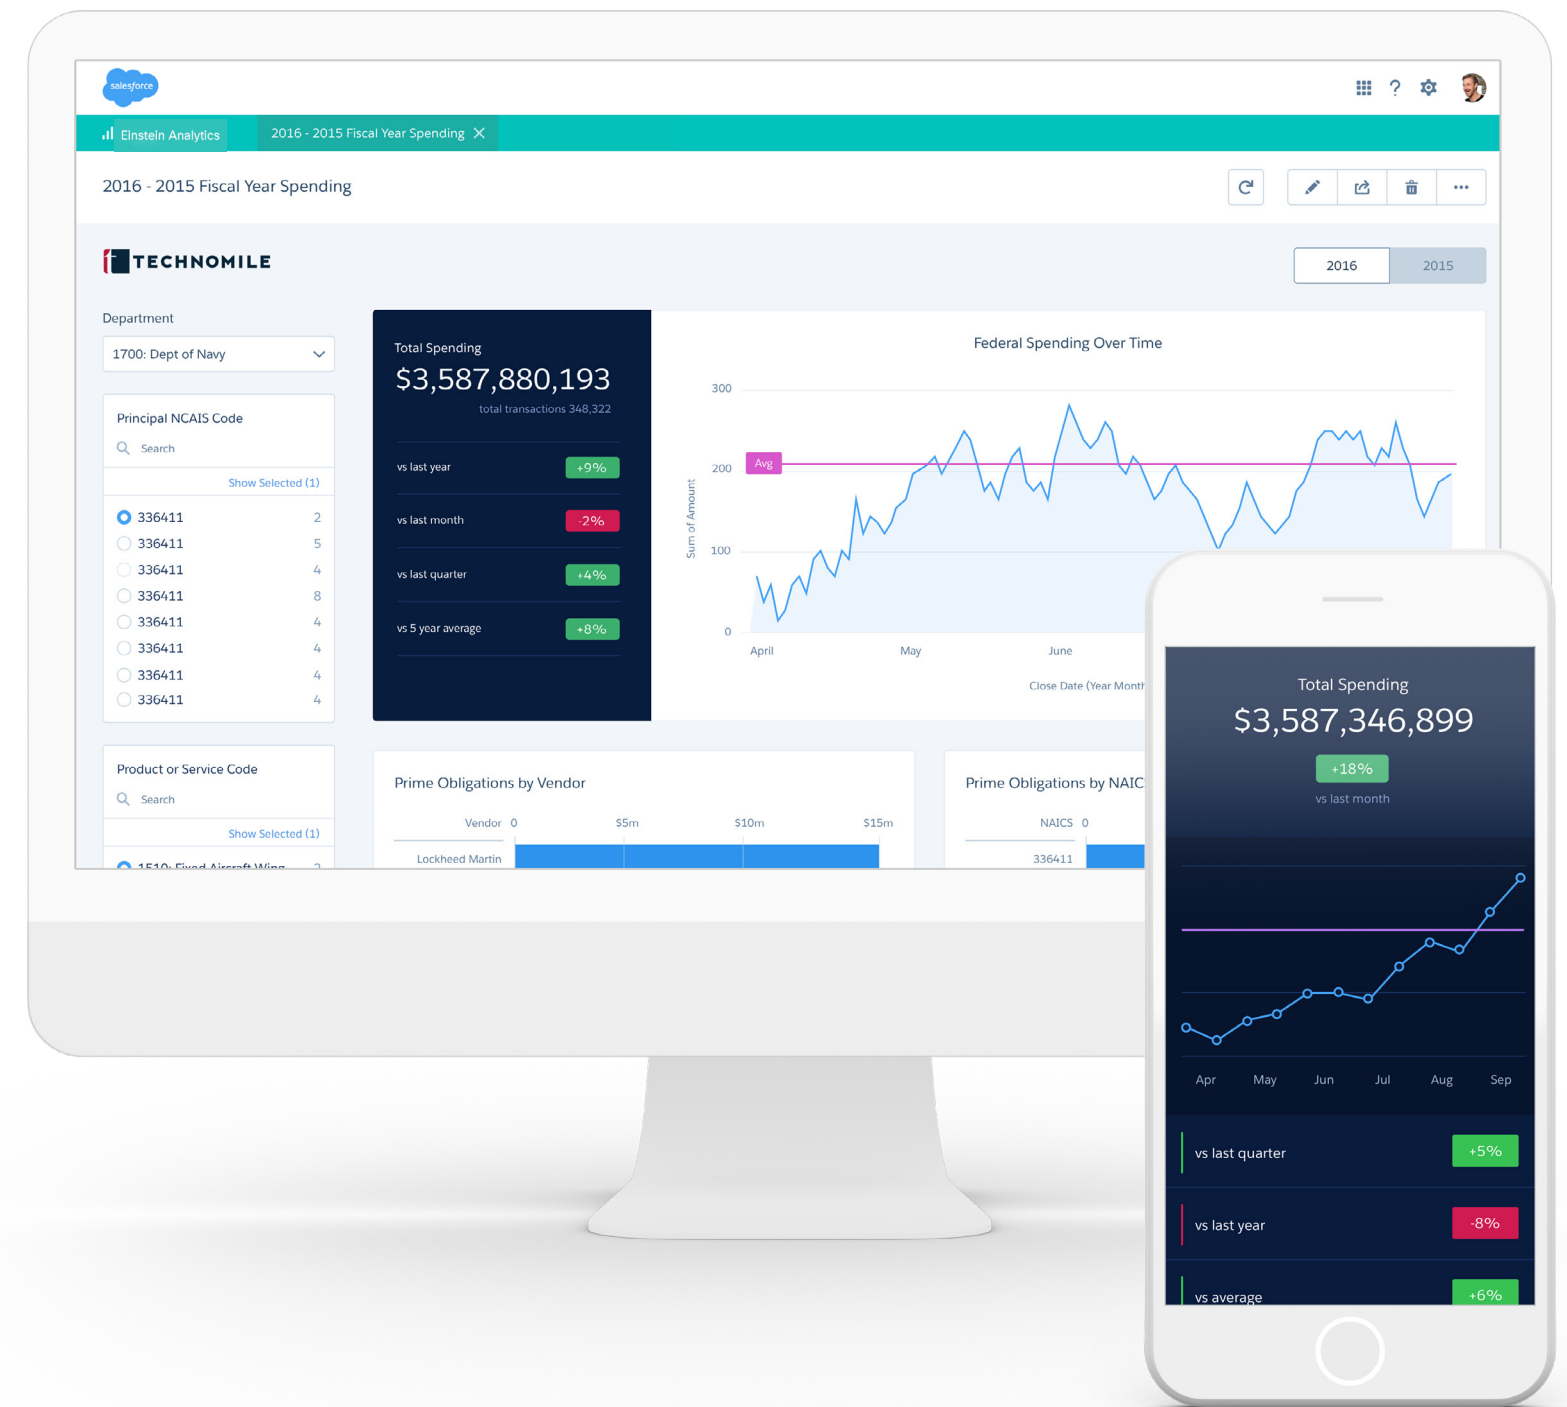 salesforce
?
Einstein Analytics
2016 - 2015 Fiscal Year Spending
2016 - 2015 Fiscal Year Spending
TECHNOMILE
2016
2015
Department
1700: Dept of Navy
Principal NCAIS Code
Search
Show Selected (1)
336411 2
336411 5
336411 4
336411 8
336411 4
336411 4
336411 4
336411 4
Product or Service Code
Search
Show Selected (1)
1510: Fixed Aircraft Wing 2
Total Spending
$3,587,880,193
total transactions 348,322
vs last year +9%
vs last month -2%
vs last quarter +4%
vs 5 year average +8%
Federal Spending Over Time
300
Avg
200
100
0
Sum of Amount
April May June
Close Date (Year Month
Prime Obligations by Vendor
Vendor 0 $5m $10m $15m
Lockheed Martin
Prime Obligations by NAIC
NAICS 0
336411
Total Spending
$3,587,346,899
+18%
vs last month
Apr May Jun Jul Aug Sep
vs last quarter +5%
vs last year -8%
vs average +6%